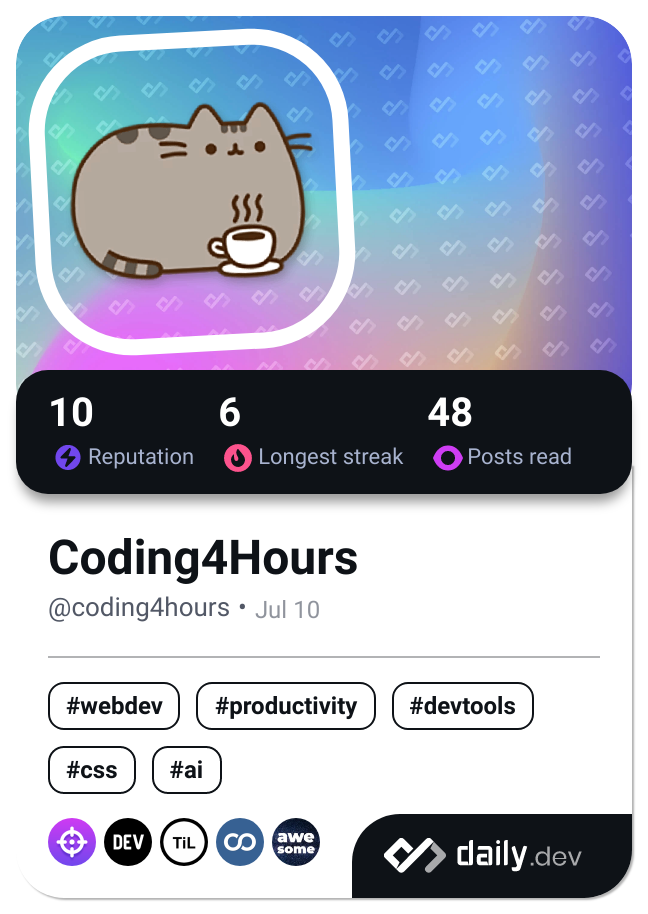 10 6 48
Reputation Longest streak Posts read
Coding4Hours
@coding4hours • Jul 10
#webdev #productivity #devtools
#css #ai
DEV TiL awe
some
daily.dev